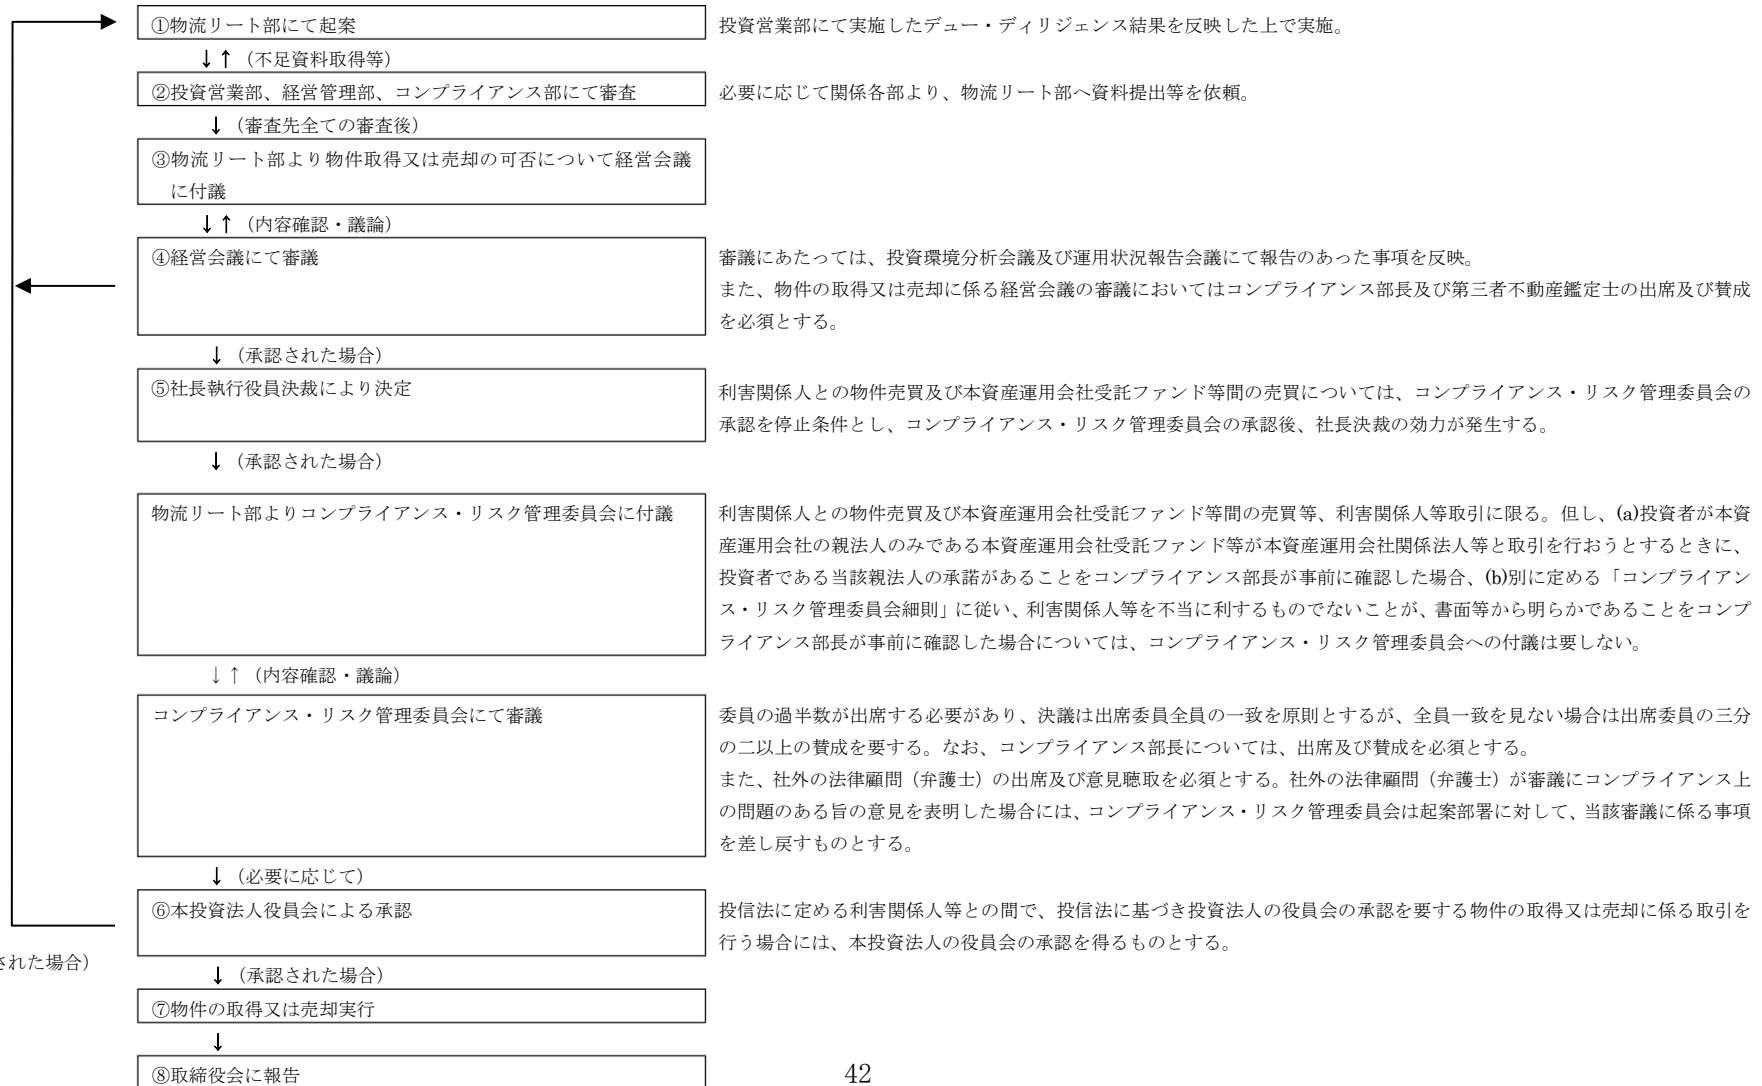 ①物流リート部にて起案
投資営業部にて実施したデュー・ディリジェンス結果を反映した上で実施。
↓↑（不足資料取得等）
②投資営業部、経営管理部、コンプライアンス部にて審査
必要に応じて関係各部より、物流リート部へ資料提出等を依頼。
↓（審査先全ての審査後）
③物流リート部より物件取得又は売却の可否について経営会議
に付議
↓↑（内容確認・議論）
④経営会議にて審議
審議にあたっては、投資環境分析会議及び運用状況報告会議にて報告のあった事項を反映。
また、物件の取得又は売却に係る経営会議の審議においてはコンプライアンス部長及び第三者不動産鑑定士の出席及び賛成
を必須とする。
↓（承認された場合）
⑤社長執行役員決裁により決定
利害関係人との物件売買及び本資産運用会社受託ファンド等間の売買については、コンプライアンス・リスク管理委員会の
承認を停止条件とし、コンプライアンス・リスク管理委員会の承認後、社長決裁の効力が発生する。
↓（承認された場合）
物流リート部よりコンプライアンス・リスク管理委員会に付議
利害関係人との物件売買及び本資産運用会社受託ファンド等間の売買等、利害関係人等取引に限る。但し、(a)投資者が本資
産運用会社の親法人のみである本資産運用会社受託ファンド等が本資産運用会社関係法人等と取引を行おうとするときに、
投資者である当該親法人の承諾があることをコンプライアンス部長が事前に確認した場合、(b)別に定める「コンプライアン
ス・リスク管理委員会細則」に従い、利害関係人等を不当に利するものでないことが、書面等から明らかであることをコンプ
ライアンス部長が事前に確認した場合については、コンプライアンス・リスク管理委員会への付議は要しない。
↓↑（内容確認・議論）
コンプライアンス・リスク管理委員会にて審議
委員の過半数が出席する必要があり、決議は出席委員全員の一致を原則とするが、全員一致を見ない場合は出席委員の三分
の二以上の賛成を要する。なお、コンプライアンス部長については、出席及び賛成を必須とする。
また、社外の法律顧問（弁護士）の出席及び意見聴取を必須とする。社外の法律顧問（弁護士）が審議にコンプライアンス上
の問題のある旨の意見を表明した場合には、コンプライアンス・リスク管理委員会は起案部署に対して、当該審議に係る事項
を差し戻すものとする。
↓（必要に応じて）
⑥本投資法人役員会による承認
投信法に定める利害関係人等との間で、投信法に基づき投資法人の役員会の承認を要する物件の取得又は売却に係る取引を
行う場合には、本投資法人の役員会の承認を得るものとする。
された場合）
↓（承認された場合）
⑦物件の取得又は売却実行
↓
⑧取締役会に報告
42